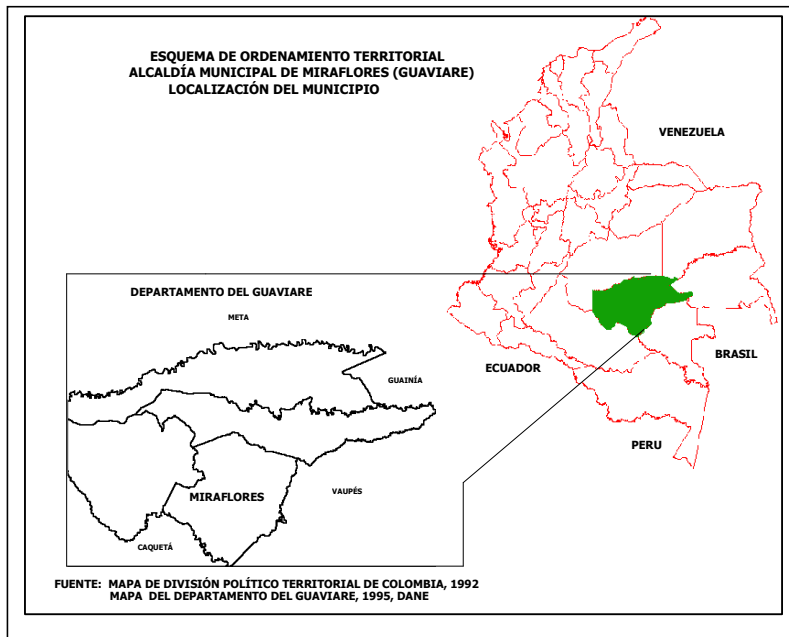 ESQUEMA DE ORDENAMIENTO TERRITORIAL
ALCALDÍA MUNICIPAL DE MIRAFLORES (GUAVIARE)
LOCALIZACIÓN DEL MUNICIPIO
VENEZUELA
DEPARTAMENTO DEL GUAVIARE
META
GUAINÍA
ECUADOR
BRASIL
PERU
MIRAFLORES
VAUPÉS
CAQUETÁ
FUENTE: MAPA DE DIVISIÓN POLÍTICO TERRITORIAL DE COLOMBIA, 1992
MAPA DEL DEPARTAMENTO DEL GUAVIARE, 1995, DANE